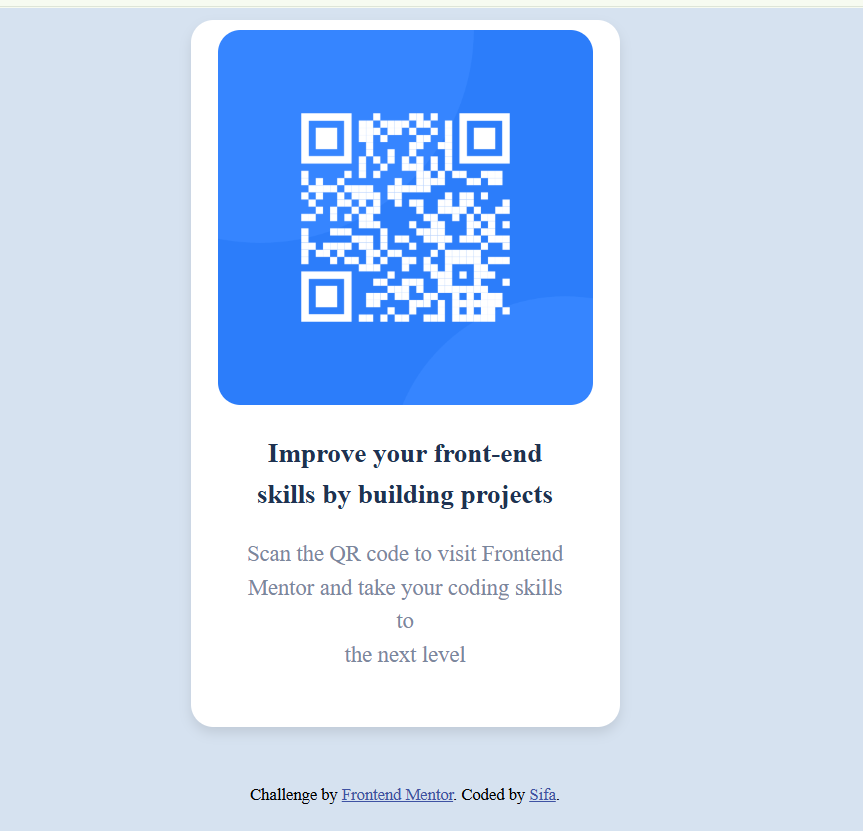 Improve your front-end
skills by building projects
Scan the QR code to visit Frontend
Mentor and take your coding skills
to
the next level
Challenge by Frontend Mentor. Coded by Sifa.